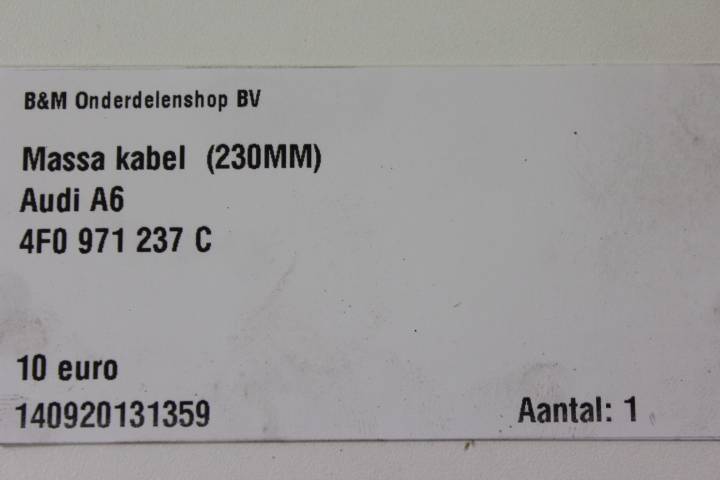 B&M Onderdelenshop BV
Massa kabel (230MM)
Audi A6
4F0 971 237 C
10 euro
140920131359
Aantal: 1